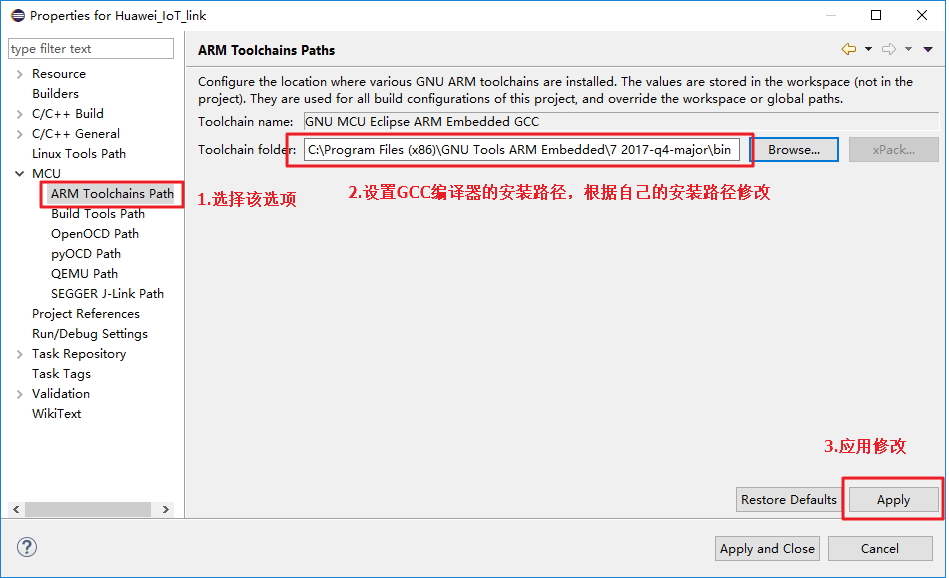 Properties for Huawei_IoT_link
type filter text
Resource
Builders
C/C++ Build
C/C++ General
Linux Tools Path
MCU
ARM Toolchains Path
Build Tools Path
OpenOCD Path
pyOCD Path
QEMU Path
SEGGER J-Link Path
Project References
Run/Debug Settings
Task Repository
Task Tags
Validation
WikiText
ARM Toolchains Paths
Configure the location where various GNU ARM toolchains are installed. The values are stored in the workspace (not in the
project). They are used for all build configurations of this project, and override the workspace or global paths.
Toolchain name: GNU MCU Eclipse ARM Embedded GCC
Toolchain folder: C:\Program Files (x86)\GNU Tools ARM Embedded\7 2017-q4-major\bin Browse... xPack...
1.选择该选项
2.设置GCC编译器的安装路径，根据自己的安装路径修改
3.应用修改
Restore Defaults Apply
Apply and Close Cancel